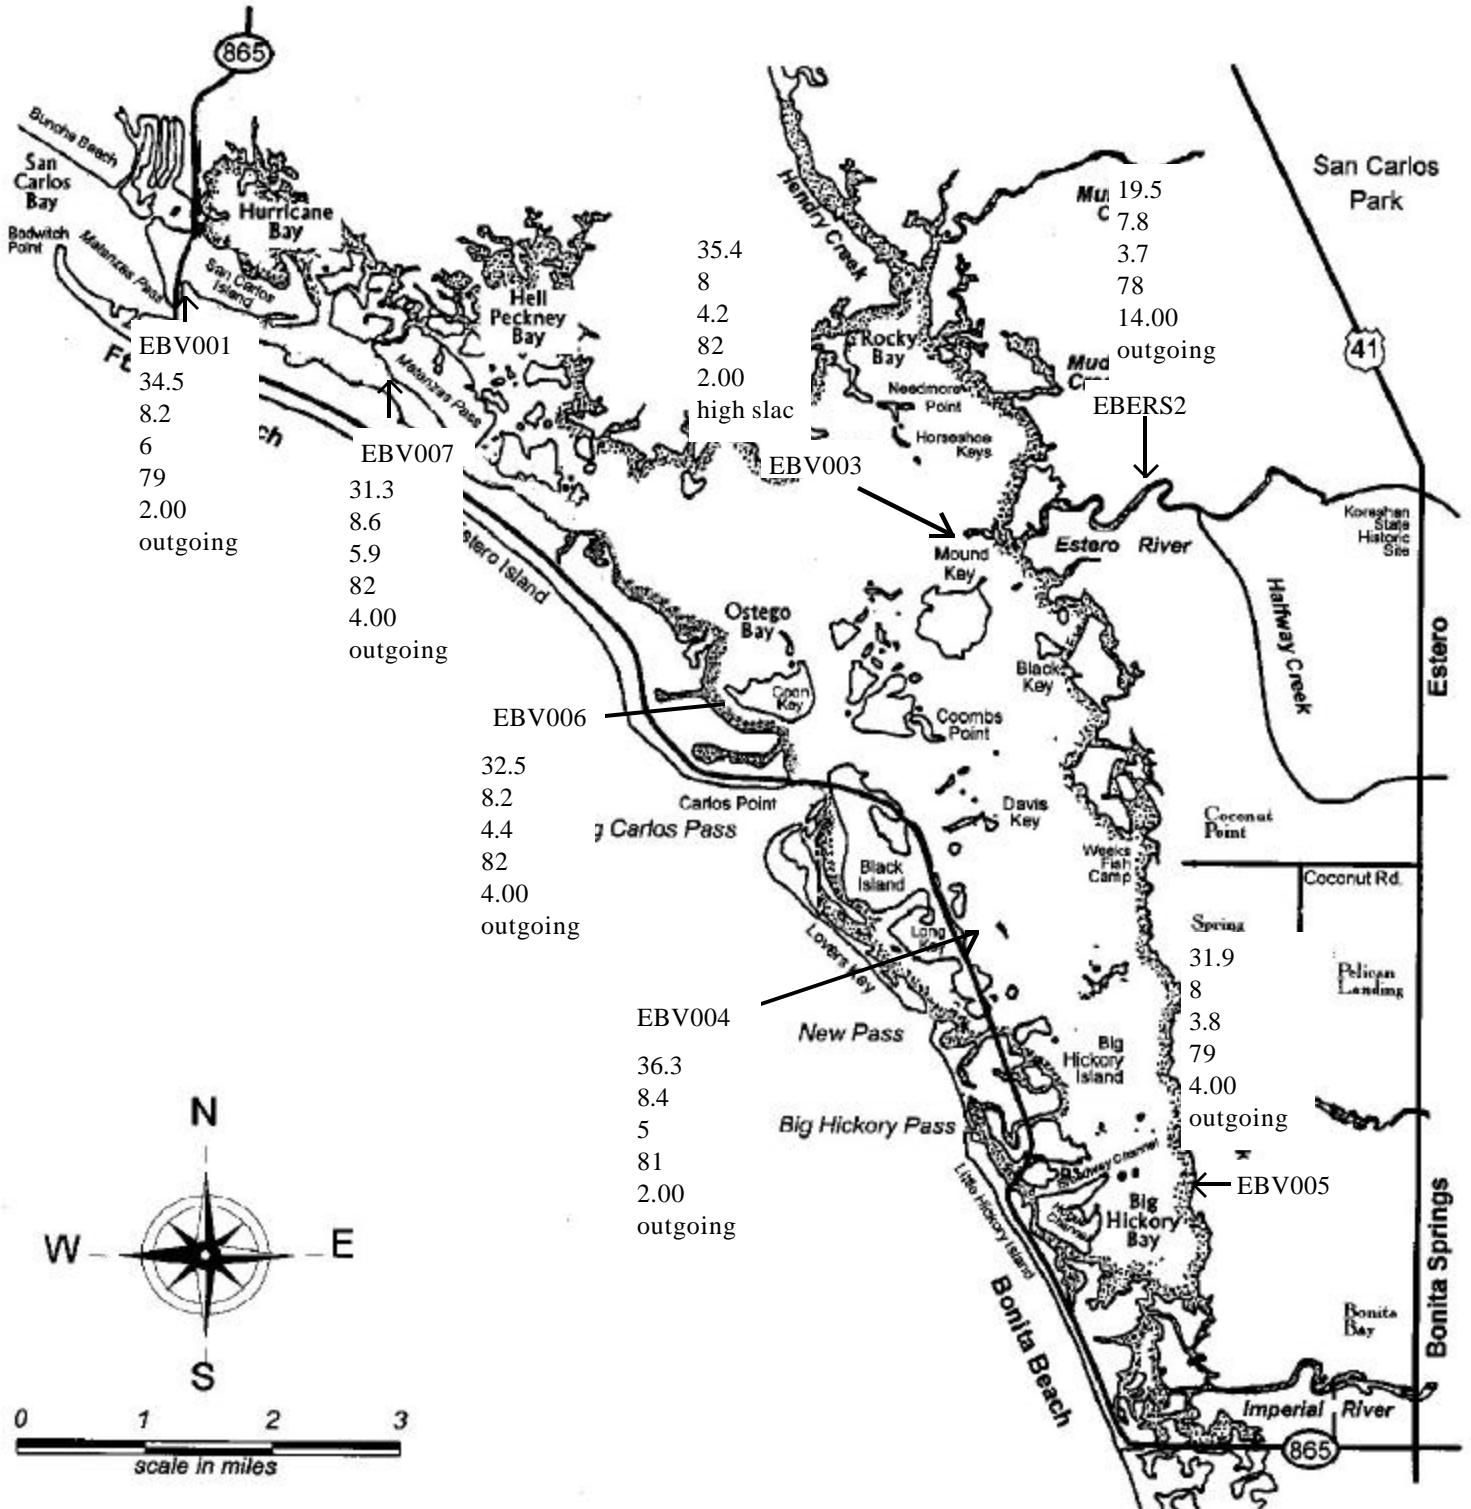 865
Bunche Beach
San
Carlos
Bay
Bodwitch
Point
Matanzas Pass
Hurricane
Bay
San Carlos
Island
Hell
Peckney
Bay
Matanzas Pass
Hendry Creek
San Carlos
Park
41
EBV001
34.5
8.2
6
79
2.00
outgoing
EBV007
31.3
8.6
5.9
82
4.00
outgoing
35.4
8
4.2
82
2.00
high slac
EBV003
19.5
7.8
3.7
78
14.00
outgoing
EBERS2
Rocky
Bay
Needmore
Point
Horseshoe
Keys
Mound
Key
Estero River
Koreshan
State
Historic
Site
Halfway Creek
Estero
stero Island
Ostego
Bay
Coon
Key
Black
Key
Coombs
Point
EBV006
32.5
8.2
4.4
82
4.00
outgoing
Carlos Point
g Carlos Pass
Davis
Key
Coconut
Point
Weeks
Fish
Camp
Coconut Rd.
Black
Island
Long
Key
Lovers Key
Spring
31.9
8
3.8
79
4.00
outgoing
EBV005
Pelican
Landing
EBV004
36.3
8.4
5
81
2.00
outgoing
New Pass
Big
Hickory
Island
Big Hickory Pass
Channel
Big
Hickory
Bay
Channel
Little Hickory Island
Bonita Beach
Bonita Springs
Bonita
Bay
Imperial River
865
N
W
E
S
0 1 2 3
scale in miles